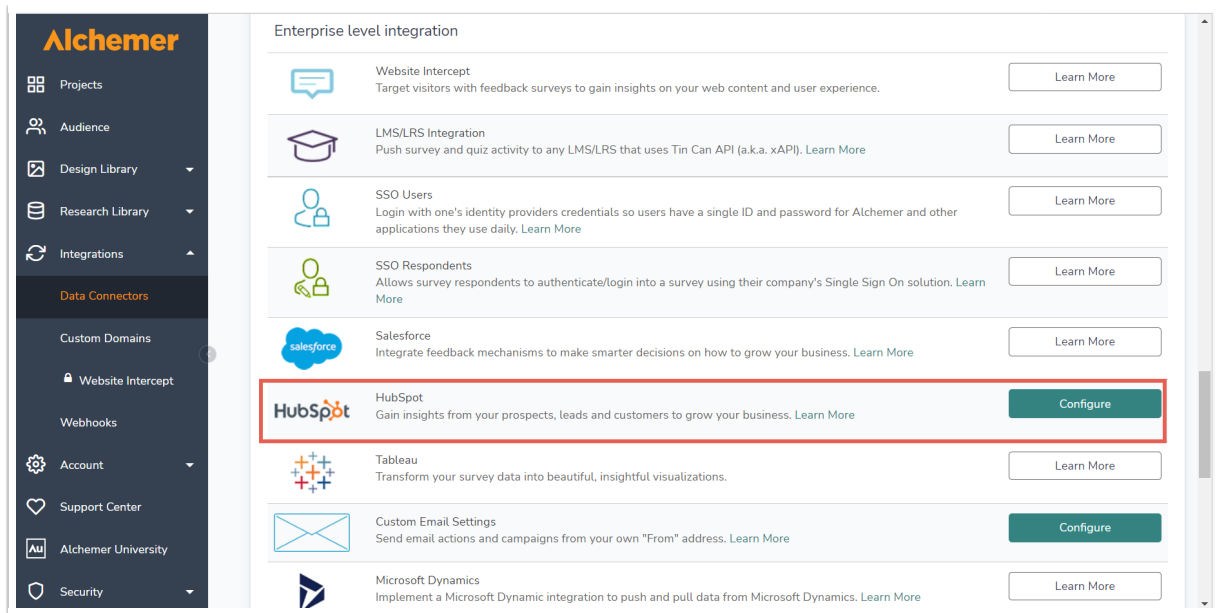 Alchemer
Projects
Audience
Design Library
Research Library
Integrations
Data Connectors
Custom Domains
Website Intercept
Webhooks
Account
Support Center
Au
Alchemer University
Security
Enterprise level integration
Website Intercept
Target visitors with feedback surveys to gain insights on your web content and user experience.
Learn More
LMS/LRS Integration
Push survey and quiz activity to any LMS/LRS that uses Tin Can API (a.k.a. xAPI). Learn More
Learn More
SSO Users
Login with one's identity providers credentials so users have a single ID and password for Alchemer and other
applications they use daily. Learn More
Learn More
SSO Respondents
Allows survey respondents to authenticate/login into a survey using their company's Single Sign On solution. Learn
More
Learn More
salesforce
Salesforce
Integrate feedback mechanisms to make smarter decisions on how to grow your business. Learn More
Learn More
HubSpot
HubSpot
Gain insights from your prospects, leads and customers to grow your business. Learn More
Configure
Tableau
Transform your survey data into beautiful, insightful visualizations.
Learn More
Custom Email Settings
Send email actions and campaigns from your own "From" address. Learn More
Configure
Microsoft Dynamics
Implement a Microsoft Dynamic integration to push and pull data from Microsoft Dynamics. Learn More
Learn More